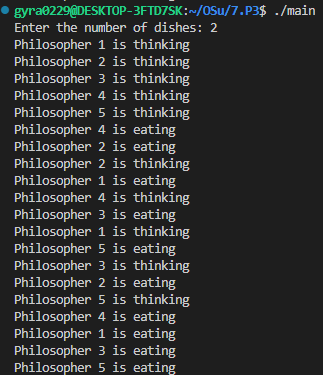 gyra0229@DESKTOP-3FTD7SK:~/OSu/7.P3$ ./main
Enter the number of dishes: 2
Philosopher 1 is thinking
Philosopher 2 is thinking
Philosopher 3 is thinking
Philosopher 5 is thinking
Philosopher 4 is eating
Philosopher 2 is eating
Philosopher 2 is thinking
Philosopher 1 is eating
Philosopher 4 is thinking
Philosopher 3 is eating
Philosopher 1 is thinking
Philosopher 5 is eating
Philosopher 3 is thinking
Philosopher 2 is eating
Philosopher 5 is thinking
Philosopher 4 is eating
Philosopher 1 is eating
Philosopher 3 is eating
Philosopher 5 is eating